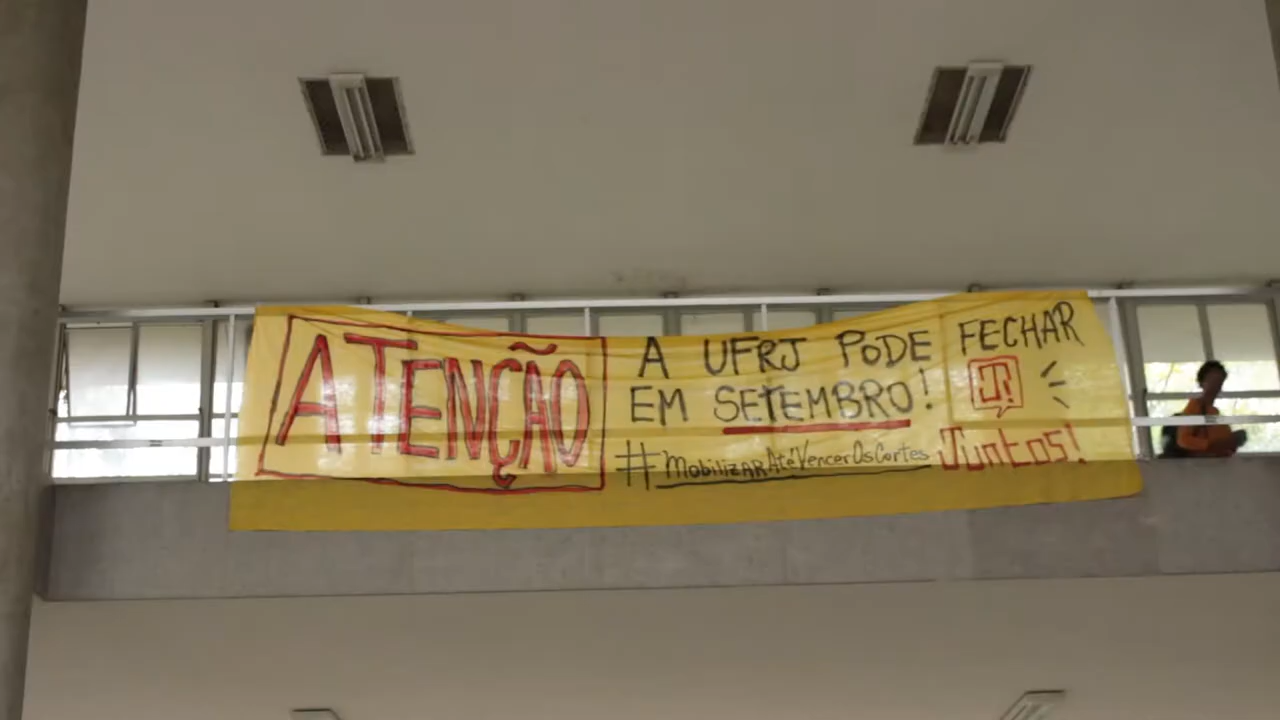 ATENÇÃO
A UFRJ PODE FECHAR
EM SETEMBRO!
#MobilizarAtéVencerOsCortes
J!
Juntos!